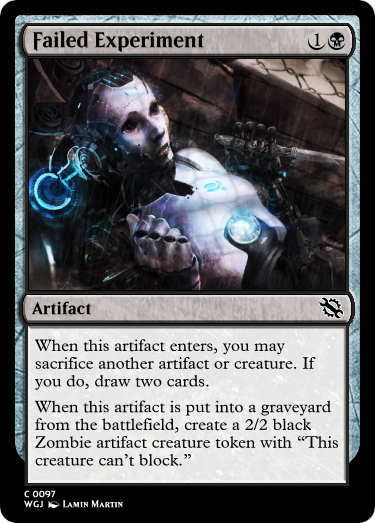 Failed Experiment 1
Artifact
When this artifact enters, you may
sacrifice another artifact or creature. If
you do, draw two cards.
When this artifact is put into a graveyard
from the battlefield, create a 2/2 black
Zombie artifact creature token with “This
creature can’t block.”
C 0097
WGJ Lamin Martin